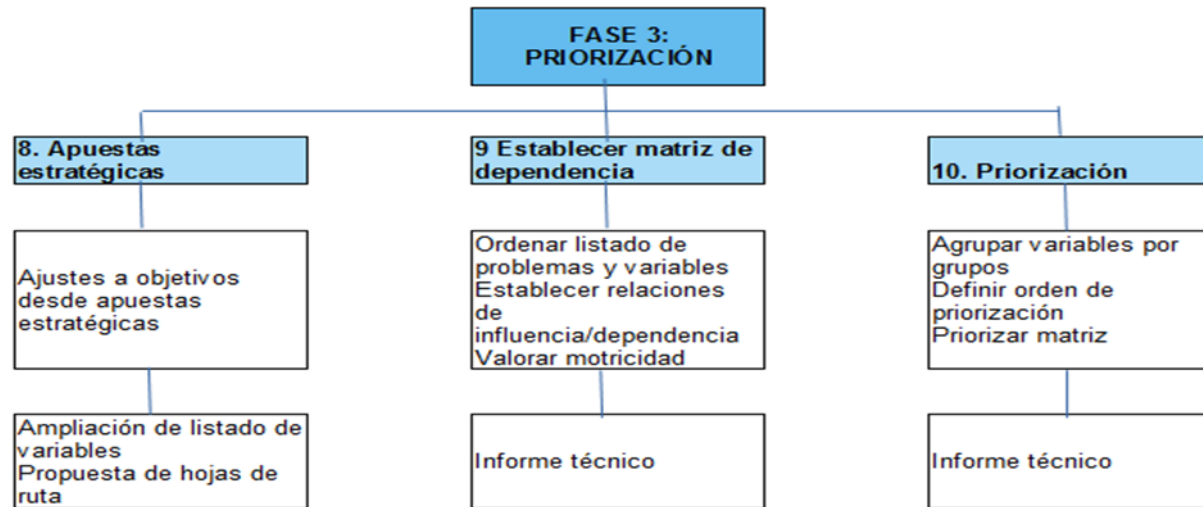 FASE 3:
PRIORIZACIÓN
8. Apuestas
estratégicas
9 Establecer matriz de
dependencia
10. Priorización
Ajustes a objetivos
desde apuestas
estratégicas
Ordenar listado de
problemas y variables
Establecer relaciones
de
influencia/dependencia
Valorar motricidad
Agrupar variables por
grupos
Definir orden de
priorización
Priorizar matriz
Ampliación de listado de
variables
Propuesta de hojas de
ruta
Informe técnico
Informe técnico